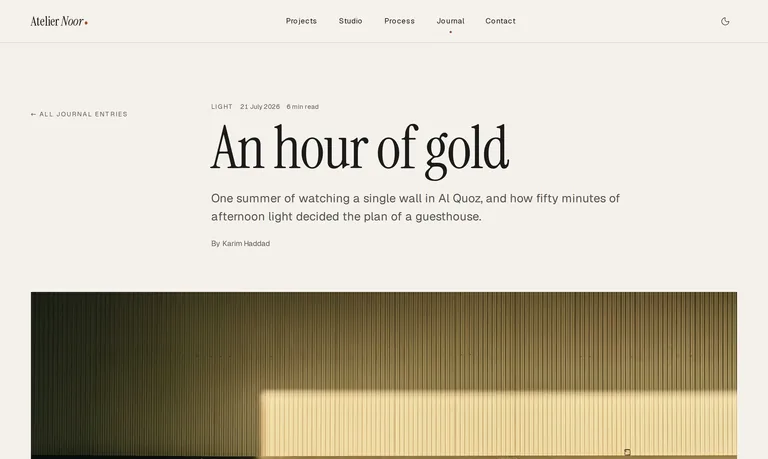 Atelier Noor
Projects Studio Process Journal Contact
← ALL JOURNAL ENTRIES
LIGHT 21 July 2026 6 min read
An hour of gold
One summer of watching a single wall in Al Quoz, and how fifty minutes of
afternoon light decided the plan of a guesthouse.
By Karim Haddad